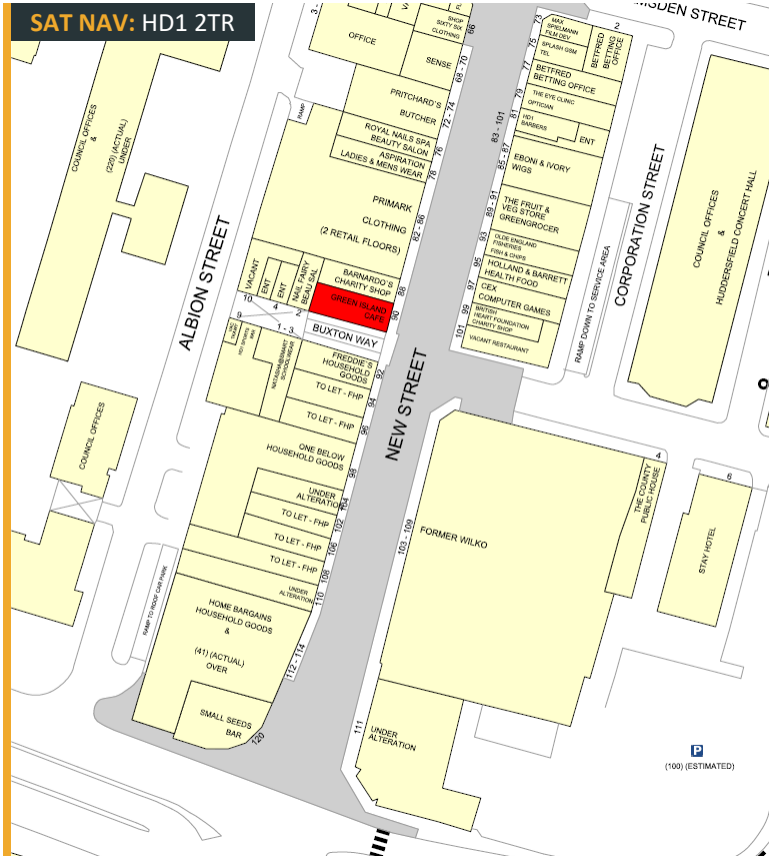 SAT NAV: HD1 2TR
MSDEN STREET
SHOP
SIXTY SIX
CLOTHING
66
OFFICE
SENSE
68 - 70
PRITCHARD'S
BUTCHER
72 - 74
RAMP
ROYAL NAILS SPA
BEAUTY SALON
76
ASPIRATION
LADIES & MENS WEAR
78
PRIMARK
CLOTHING
(2 RETAIL FLOORS)
82 - 86
BARNARDO'S
CHARITY SHOP
88
GREEN ISLAND
CAFE
90
VACANT
ENT
ENT
NAIL FAIRY
BEAU SAL
10
4
2
BUXTON WAY
9
1 - 3
NATASHA@SMART
SCHOOLWEAR
FREDDIE'S
HOUSEHOLD
GOODS
92
TO LET - FHP
94
TO LET - FHP
96
ONE BELOW
HOUSEHOLD GOODS
98
UNDER
ALTERATION
104
TO LET - FHP
102
TO LET - FHP
106
TO LET - FHP
108
UNDER
ALTERATION
110
HOME BARGAINS
HOUSEHOLD GOODS
&
(41) (ACTUAL)
OVER
112 - 114
SMALL SEEDS
BAR
120
COUNCIL OFFICES
&
(220) (ACTUAL)
UNDER
ALBION STREET
COUNCIL OFFICES
RAMP TO ROOF CAR PARK
NEW STREET
73
MAX
SPIELMANN
FILM DEV
2
BETFRED
BETTING
OFFICE
75
SPLASH GSM
TEL
77
BETFRED
BETTING OFFICE
79
THE EYE CLINIC
OPTICIAN
81
HD1
BARBERS
ENT
83 - 101
85 - 87
EBONI & IVORY
WIGS
89 - 91
THE FRUIT &
VEG STORE
GREENGROCER
93
OLDE ENGLAND
FISHERIES
FISH & CHIPS
95
HOLLAND & BARRETT
HEALTH FOOD
97
CEX
COMPUTER GAMES
99
BRITISH
HEART FOUNDATION
CHARITY SHOP
101
VACANT RESTAURANT
RAMP DOWN TO SERVICE AREA
CORPORATION STREET
COUNCIL OFFICES
&
HUDDERSFIELD CONCERT HALL
103 - 109
FORMER WILKO
4
THE COUNTY
PUBLIC HOUSE
6
STAY HOTEL
111
UNDER
ALTERATION
P
(100) (ESTIMATED)